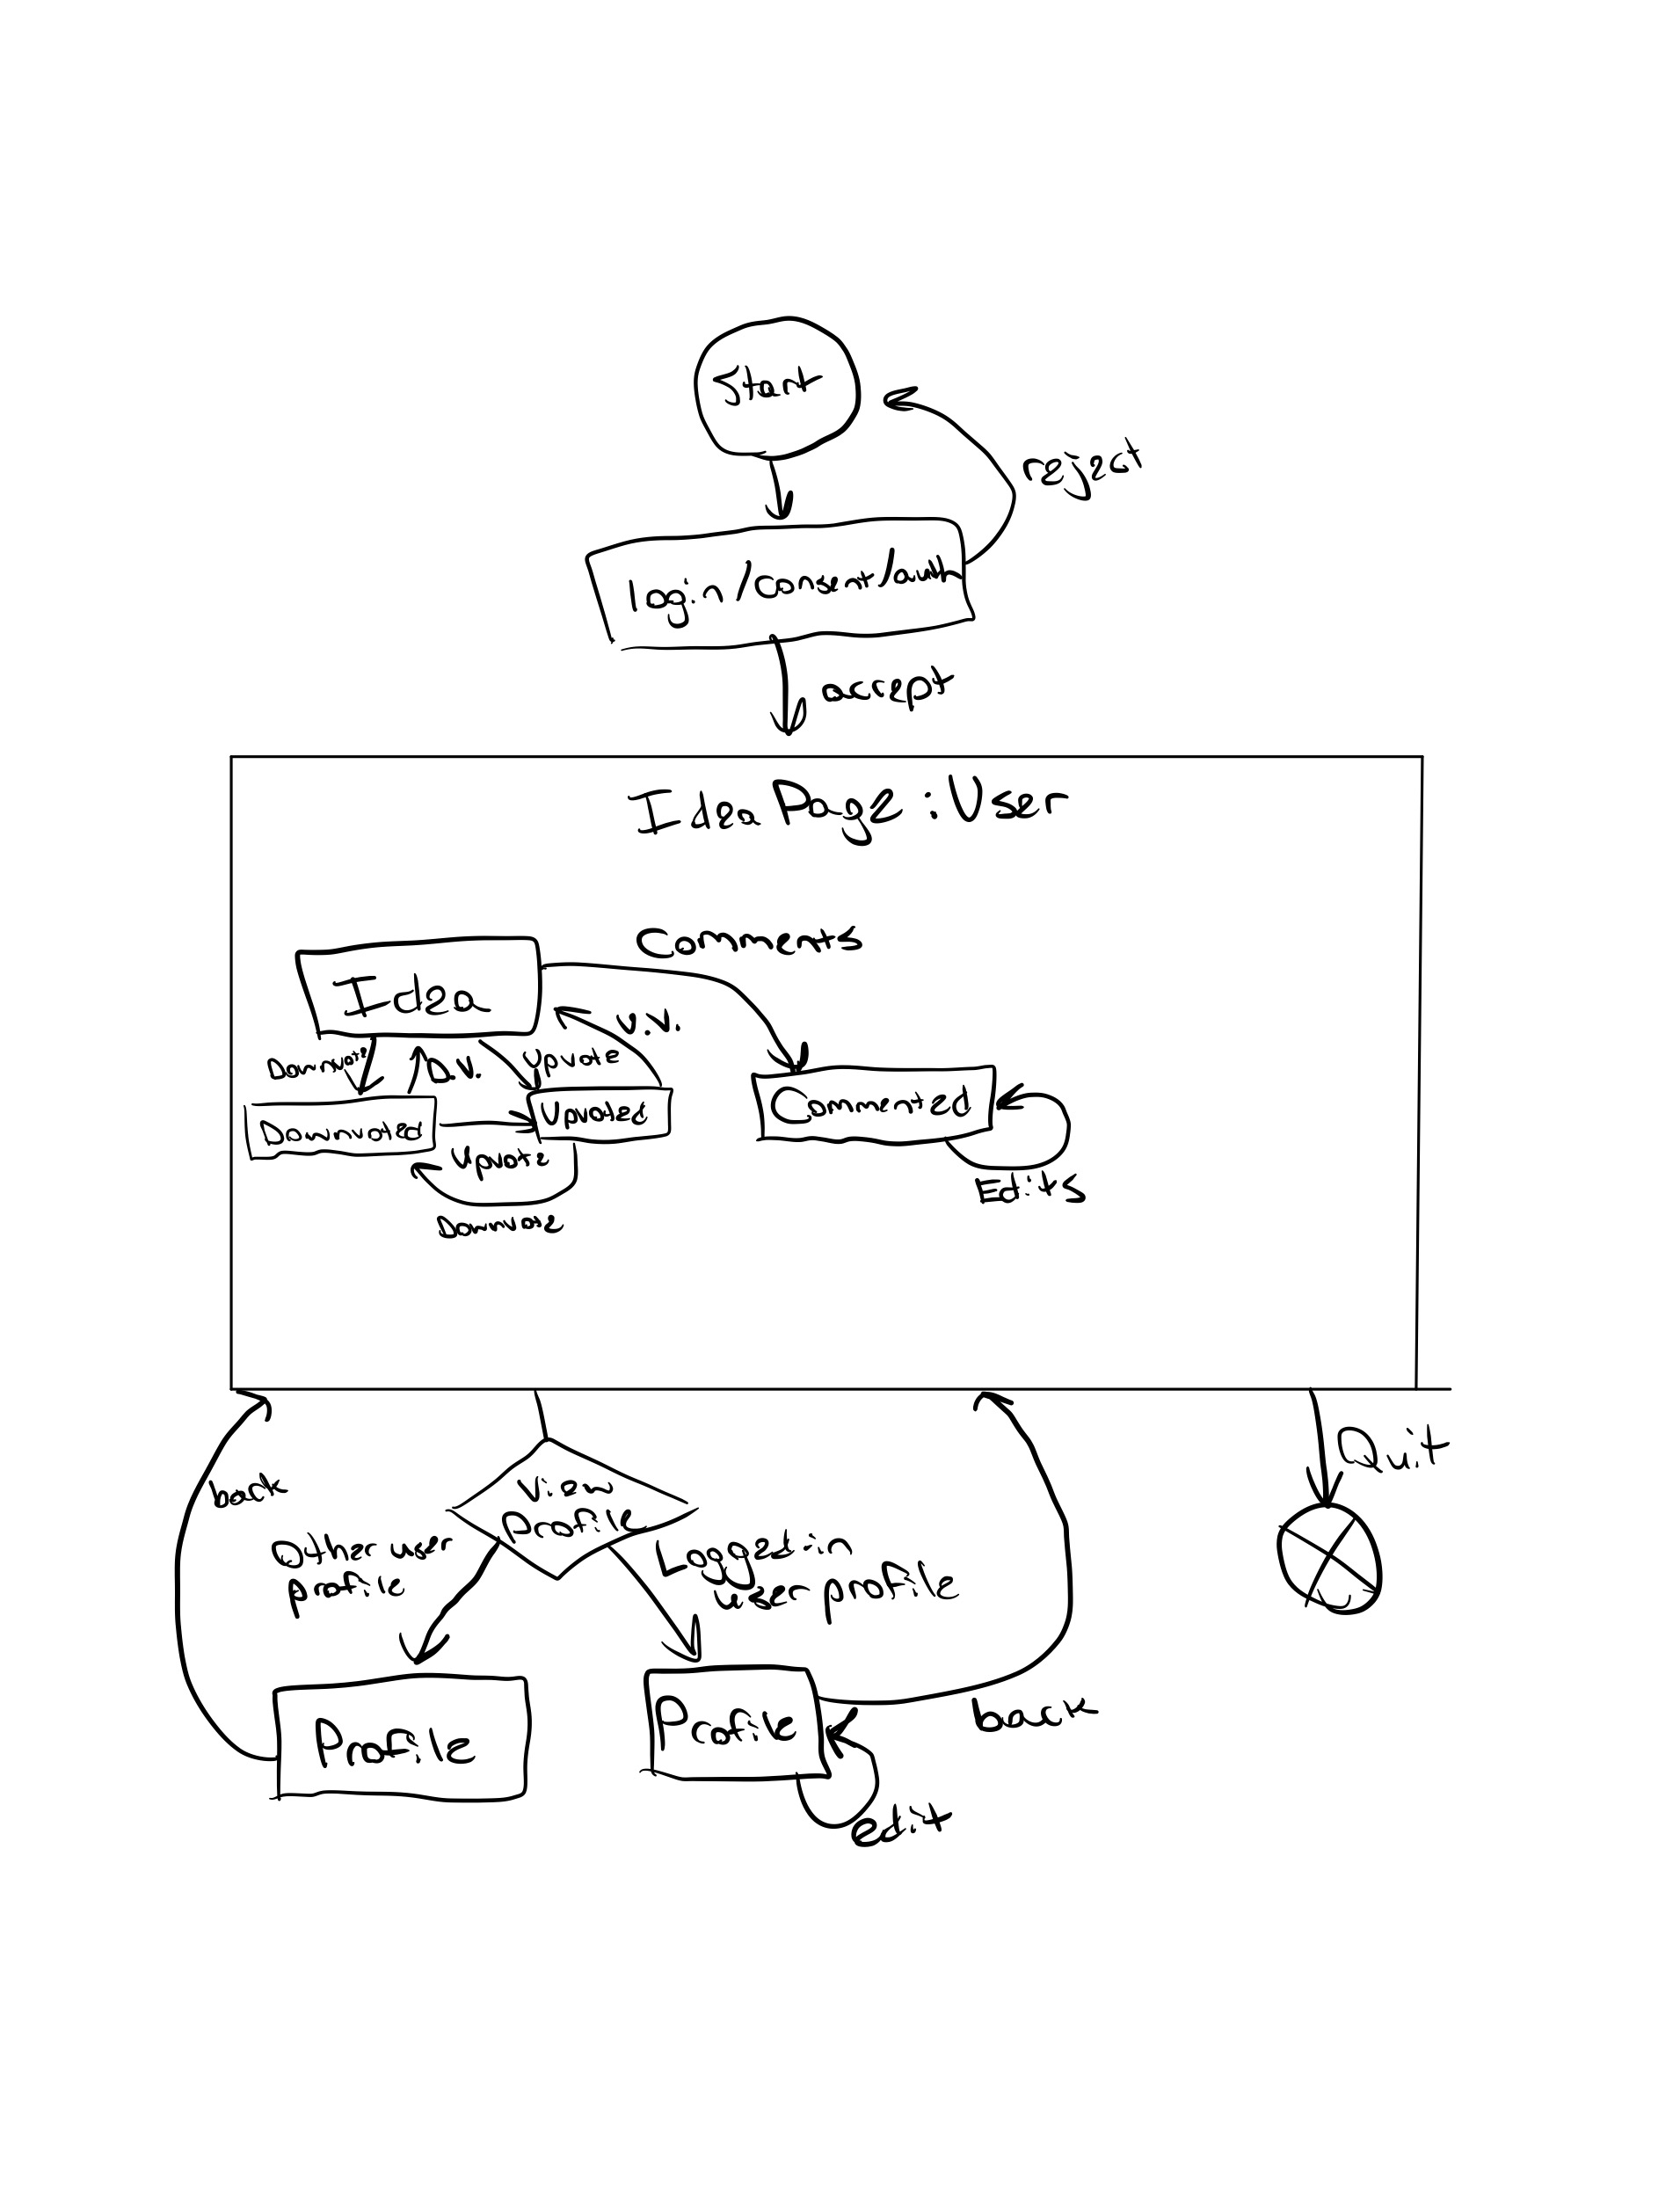 Start
reject
login/consent/auth
accept
Idea Page : User
Comments
Idea
U.V.
Downvote
D.V.
Upvote
Downvoted
Upvoted
Commented
Upvote
Edits
Downvote
Quit
back
View
Profile
Other user
profile
Logged-in
user profile
Profile
Profile
back
edit